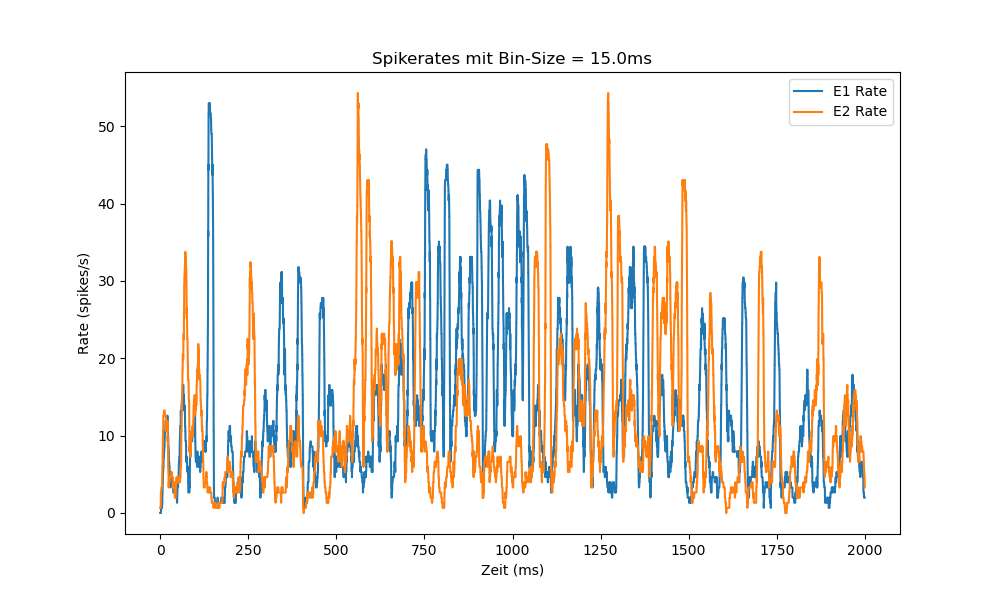 Spikerates mit Bin-Size = 15.0ms
E1 Rate
E2 Rate
Rate (spikes/s)
50
40
30
20
10
0
0 250 500 750 1000 1250 1500 1750 2000
Zeit (ms)